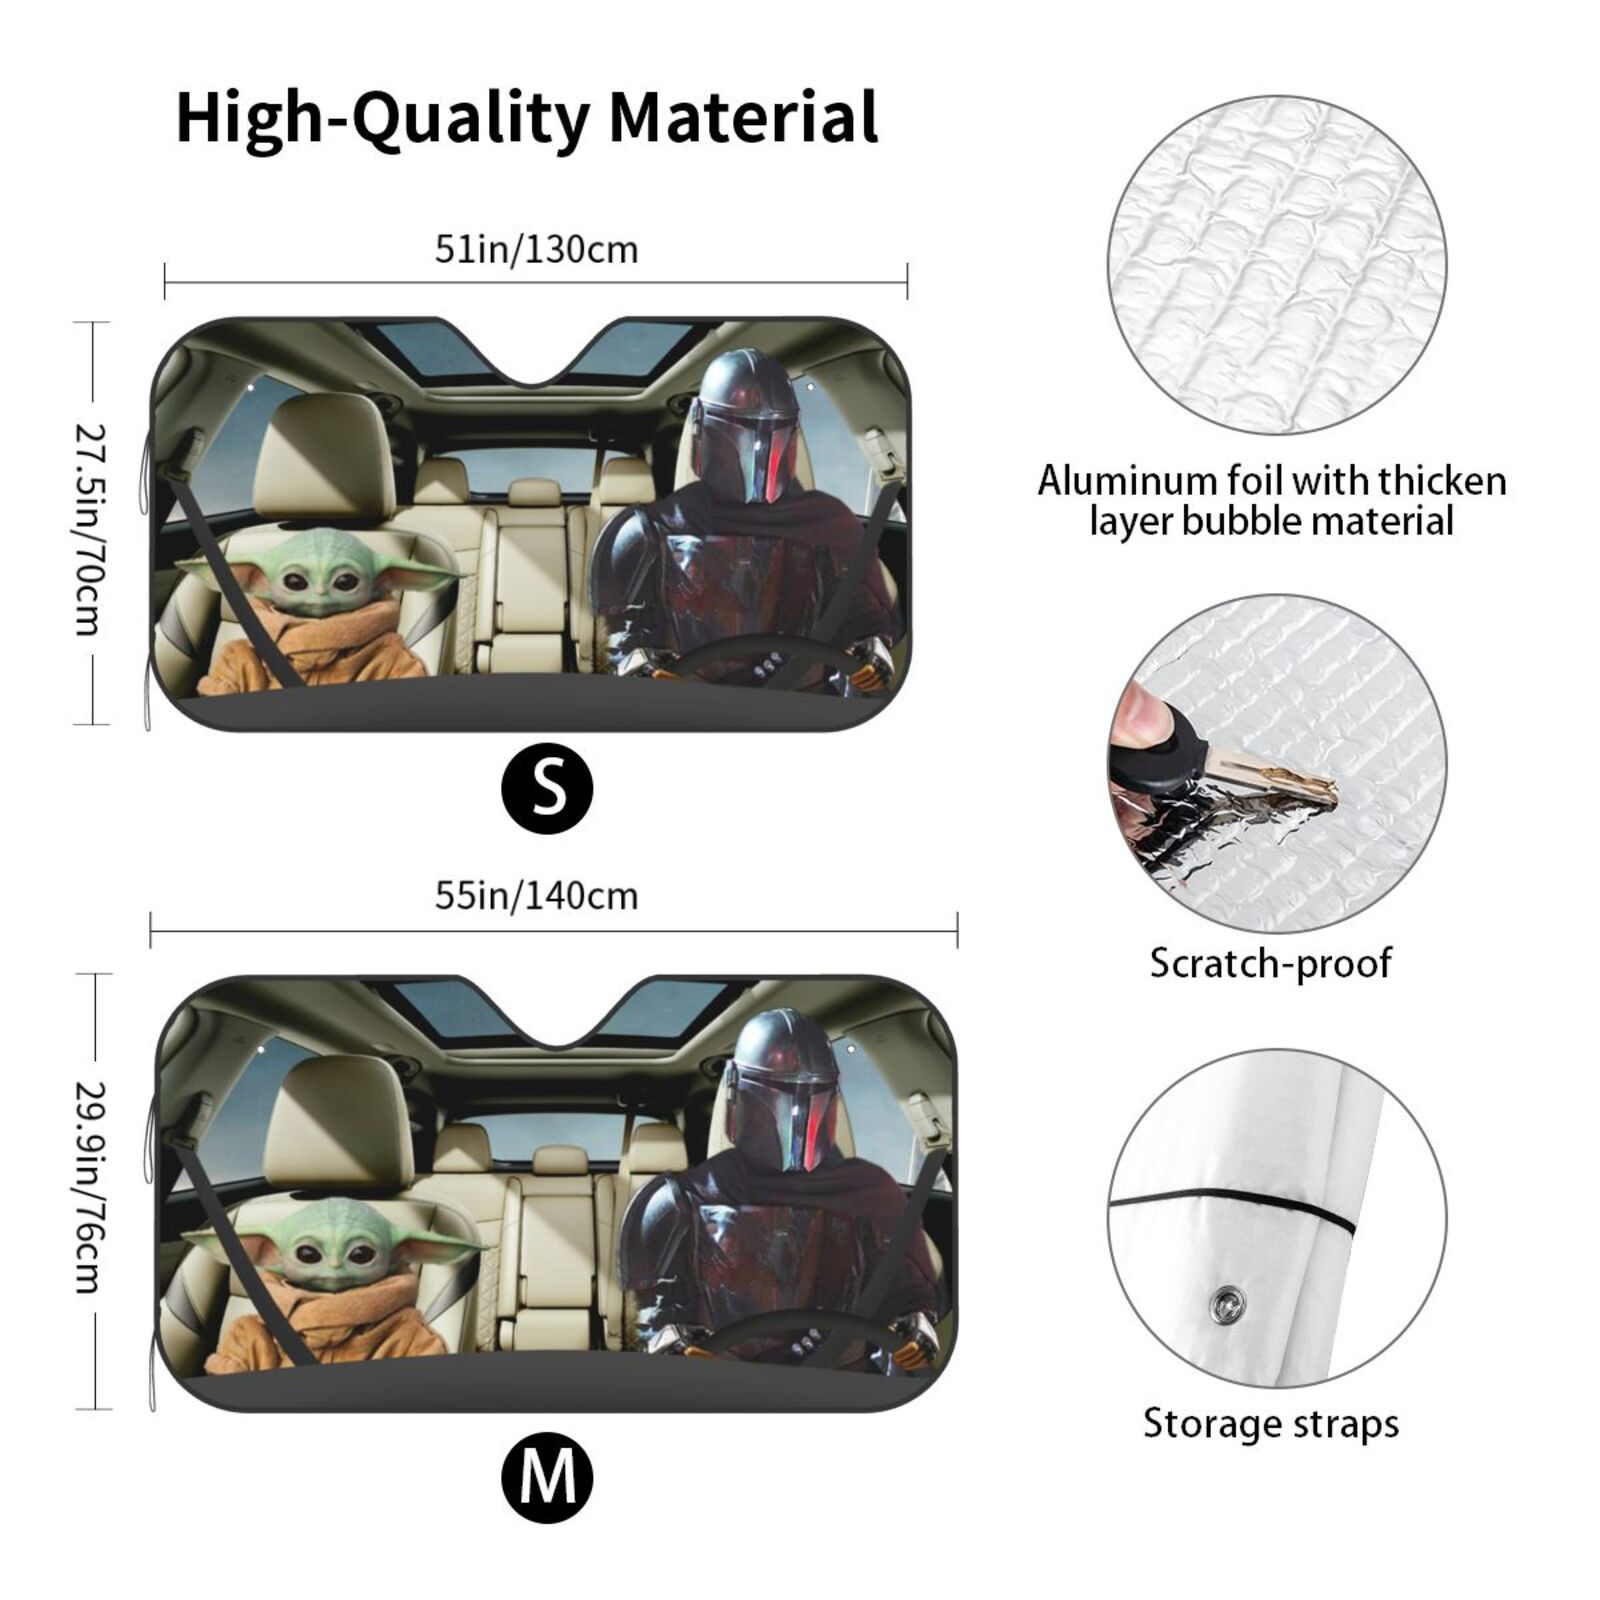 High-Quality Material
51in/130cm
27.5in/70cm
S
55in/140cm
29.9in/76cm
M
Aluminum foil with thicken
layer bubble material
Scratch-proof
Storage straps